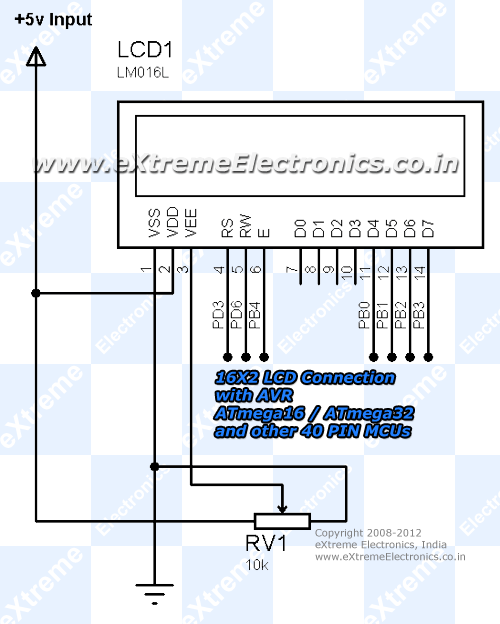 +5v Input
LCD1
LM016L
www.eXtremeElectronics.co.in
VSS
VDD
VEE
RS
RW
E
D0
D1
D2
D3
D4
D5
D6
D7
1
2
3
4
5
6
7
8
9
10
11
12
13
14
PD3
PD6
PB4
PB0
PB1
PB2
PB3
16X2 LCD Connection
with AVR
ATmega16 / ATmega32
and other 40 PIN MCUs
RV1
10k
Copyright 2008-2012
eXtreme Electronics, India
www.eXtremeElectronics.co.in
eXtreme
Electronics